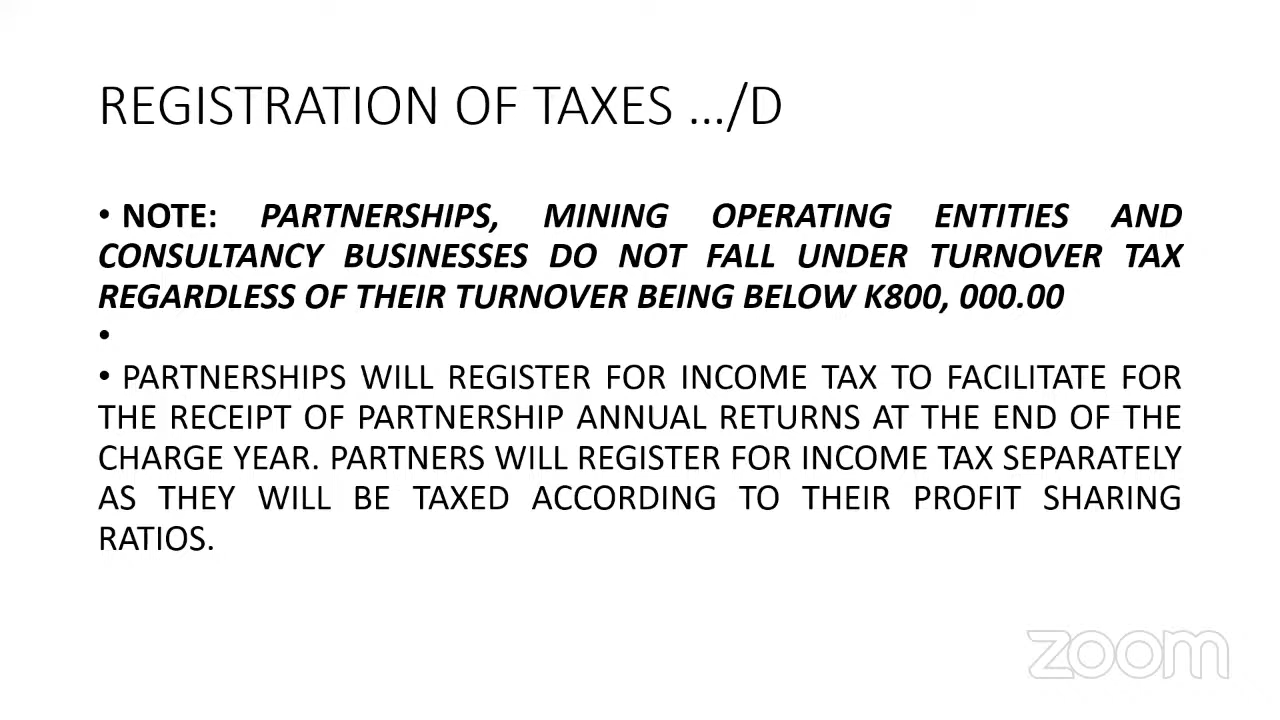 REGISTRATION OF TAXES …/D
• NOTE: PARTNERSHIPS, MINING OPERATING ENTITIES AND
CONSULTANCY BUSINESSES DO NOT FALL UNDER TURNOVER TAX
REGARDLESS OF THEIR TURNOVER BEING BELOW K800, 000.00
•
• PARTNERSHIPS WILL REGISTER FOR INCOME TAX TO FACILITATE FOR
THE RECEIPT OF PARTNERSHIP ANNUAL RETURNS AT THE END OF THE
CHARGE YEAR. PARTNERS WILL REGISTER FOR INCOME TAX SEPARATELY
AS THEY WILL BE TAXED ACCORDING TO THEIR PROFIT SHARING
RATIOS.
zoom